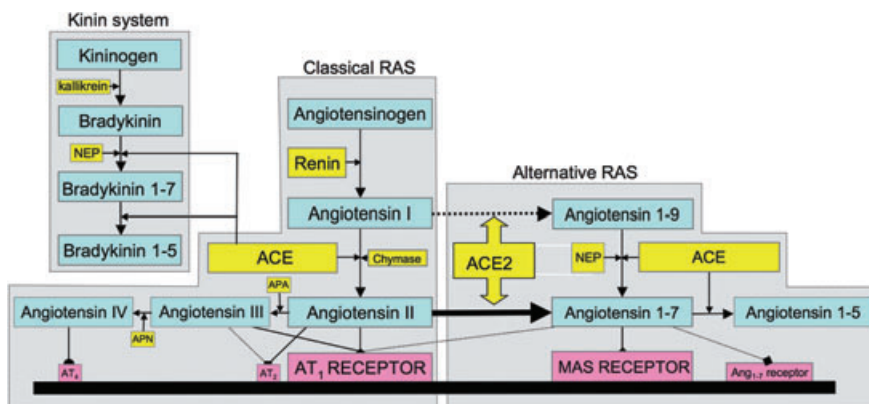 Kinin system
Kininogen
kallikrein
Bradykinin
NEP
Bradykinin 1-7
Bradykinin 1-5
Classical RAS
Angiotensinogen
Renin
Angiotensin I
ACE
Chymase
APA
Angiotensin IV
Angiotensin III
Angiotensin II
APN
AT₄
AT₂
AT₁ RECEPTOR
Alternative RAS
Angiotensin 1-9
ACE2
NEP
ACE
Angiotensin 1-7
Angiotensin 1-5
MAS RECEPTOR
Ang₁₋₇ receptor